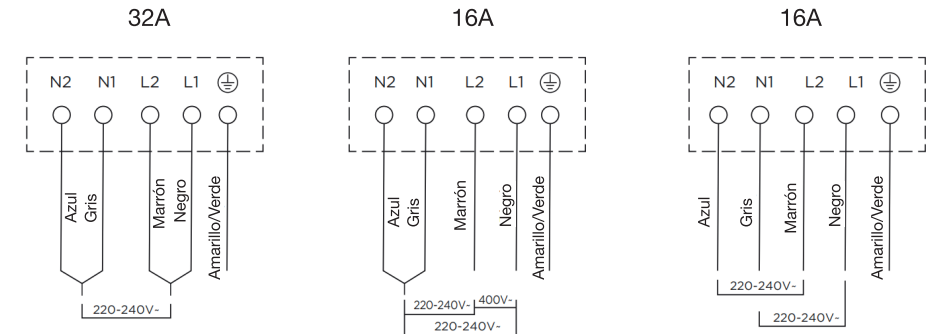 32A
N2 N1 L2 L1
Azul
Gris
Marrón
Negro
Amarillo/Verde
220-240V~
16A
N2 N1 L2 L1
Azul
Gris
Marrón
Negro
Amarillo/Verde
220-240V~
400V~
220-240V~
16A
N2 N1 L2 L1
Azul
Gris
Marrón
Negro
Amarillo/Verde
220-240V~
220-240V~